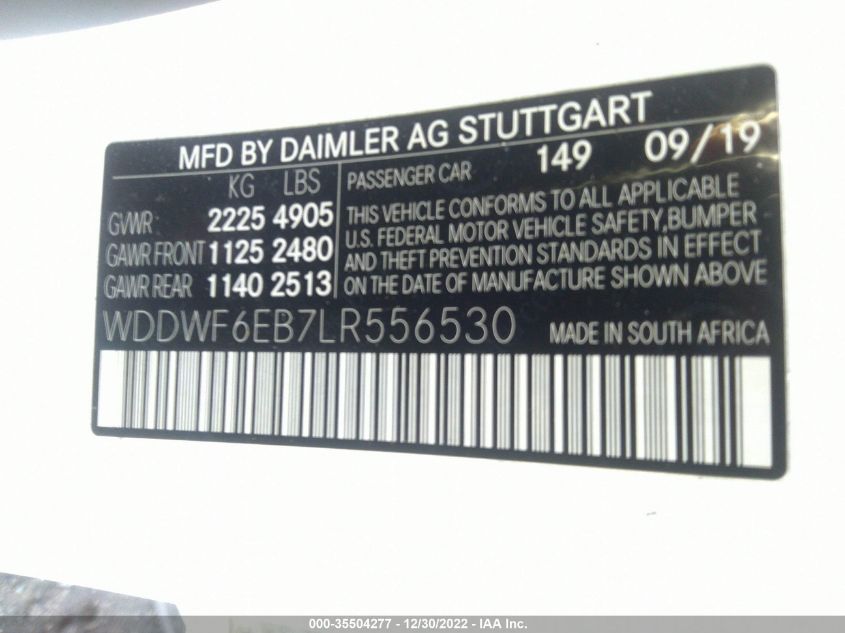 MFD BY DAIMLER AG STUTTGART
KG LBS
GVWR 2225 4905
GAWR FRONT 1125 2480
GAWR REAR 1140 2513
PASSENGER CAR 149 09/19
THIS VEHICLE CONFORMS TO ALL APPLICABLE
U.S. FEDERAL MOTOR VEHICLE SAFETY,BUMPER
AND THEFT PREVENTION STANDARDS IN EFFECT
ON THE DATE OF MANUFACTURE SHOWN ABOVE
WDDWF6EB7LR556530 MADE IN SOUTH AFRICA
000-35504277 - 12/30/2022 - IAA Inc.